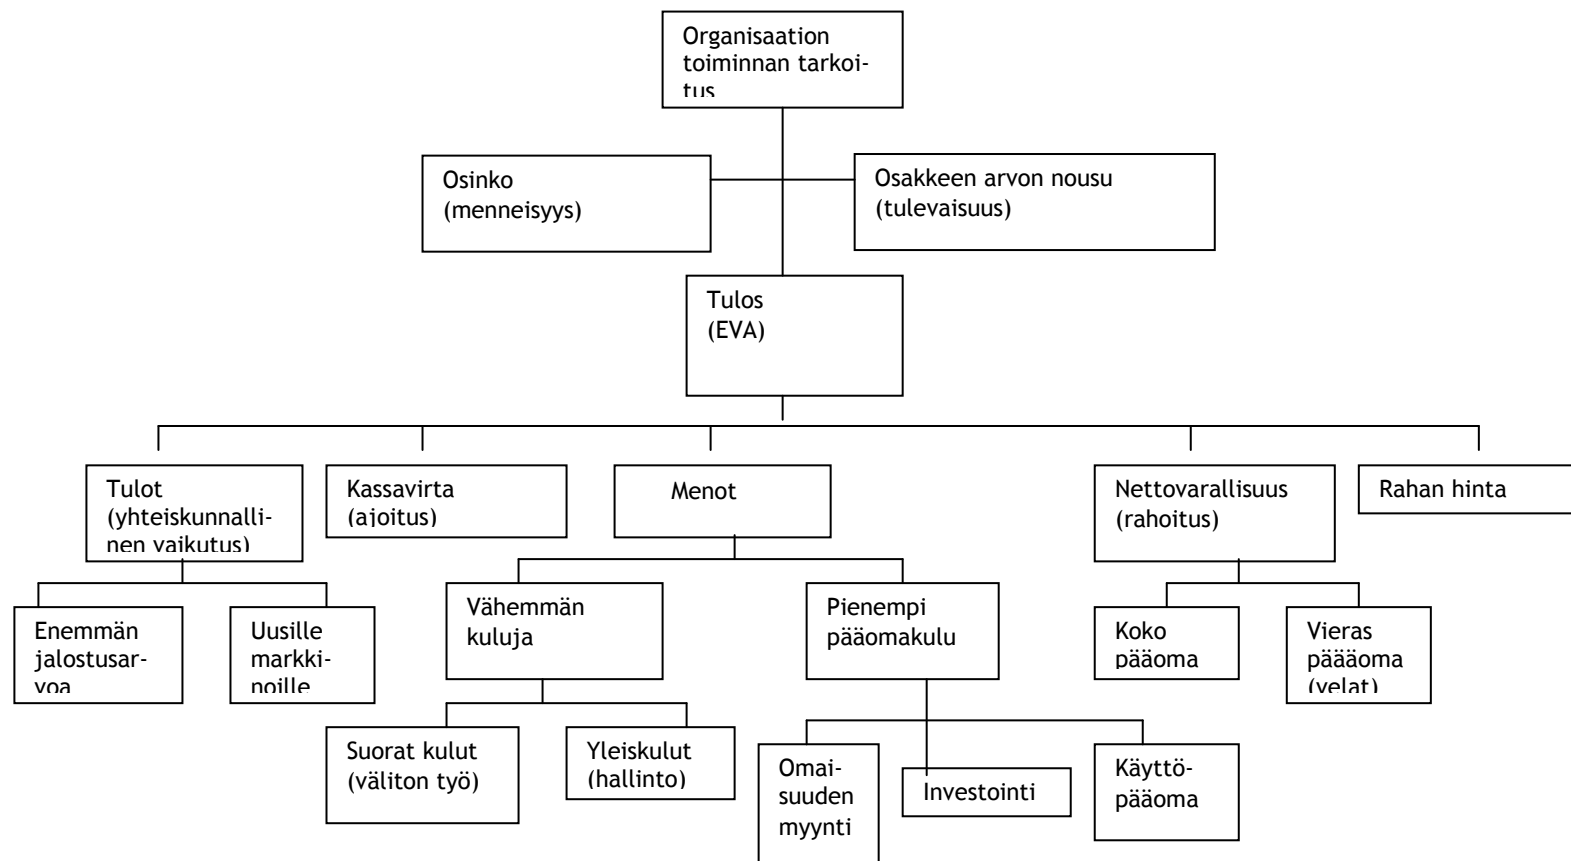 Organisaation
toiminnan tarkoi-
tus
Osinko
(menneisyys)
Osakkeen arvon nousu
(tulevaisuus)
Tulos
(EVA)
Tulot
(yhteiskunnalli-
nen vaikutus)
Kassavirta
(ajoitus)
Menot
Nettovarallisuus
(rahoitus)
Rahan hinta
Enemmän
jalostusar-
voa
Uusille
markki-
noille
Vähemmän
kuluja
Pienempi
pääomakulu
Koko
pääoma
Vieras
päääoma
(velat)
Suorat kulut
(väliton työ)
Yleiskulut
(hallinto)
Omai-
suuden
myynti
Investointi
Käyttö-
pääoma